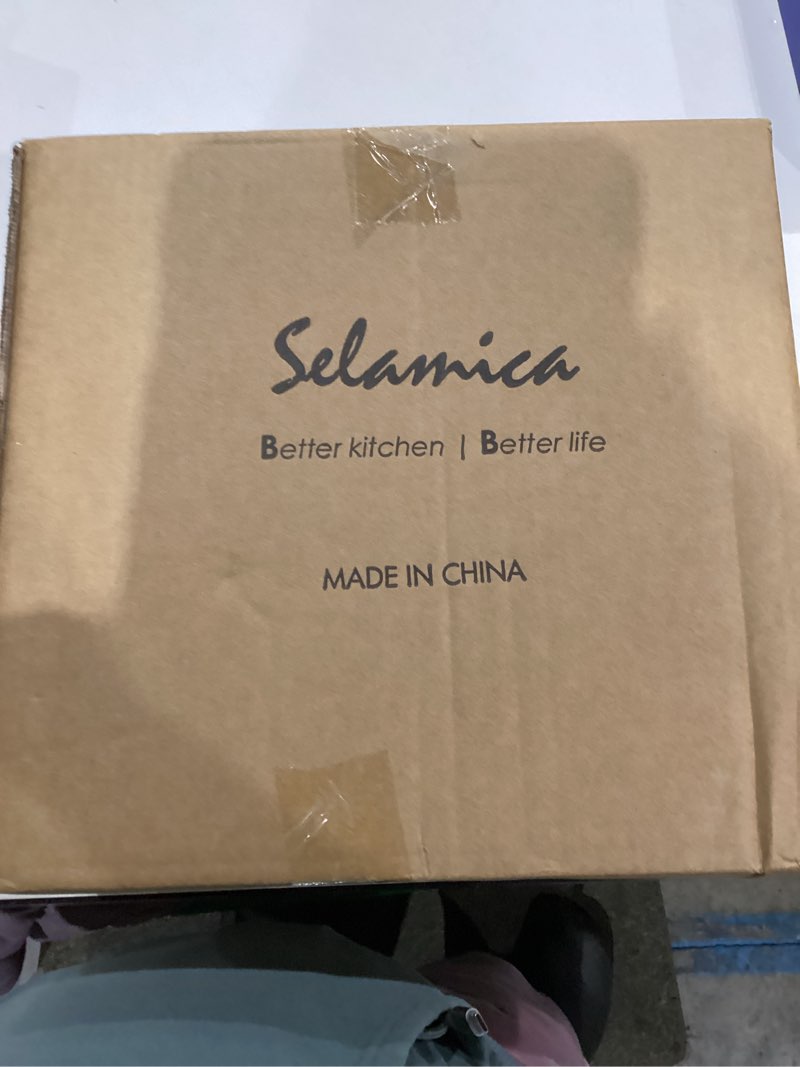 Selamica
Better kitchen | Better life
MADE IN CHINA